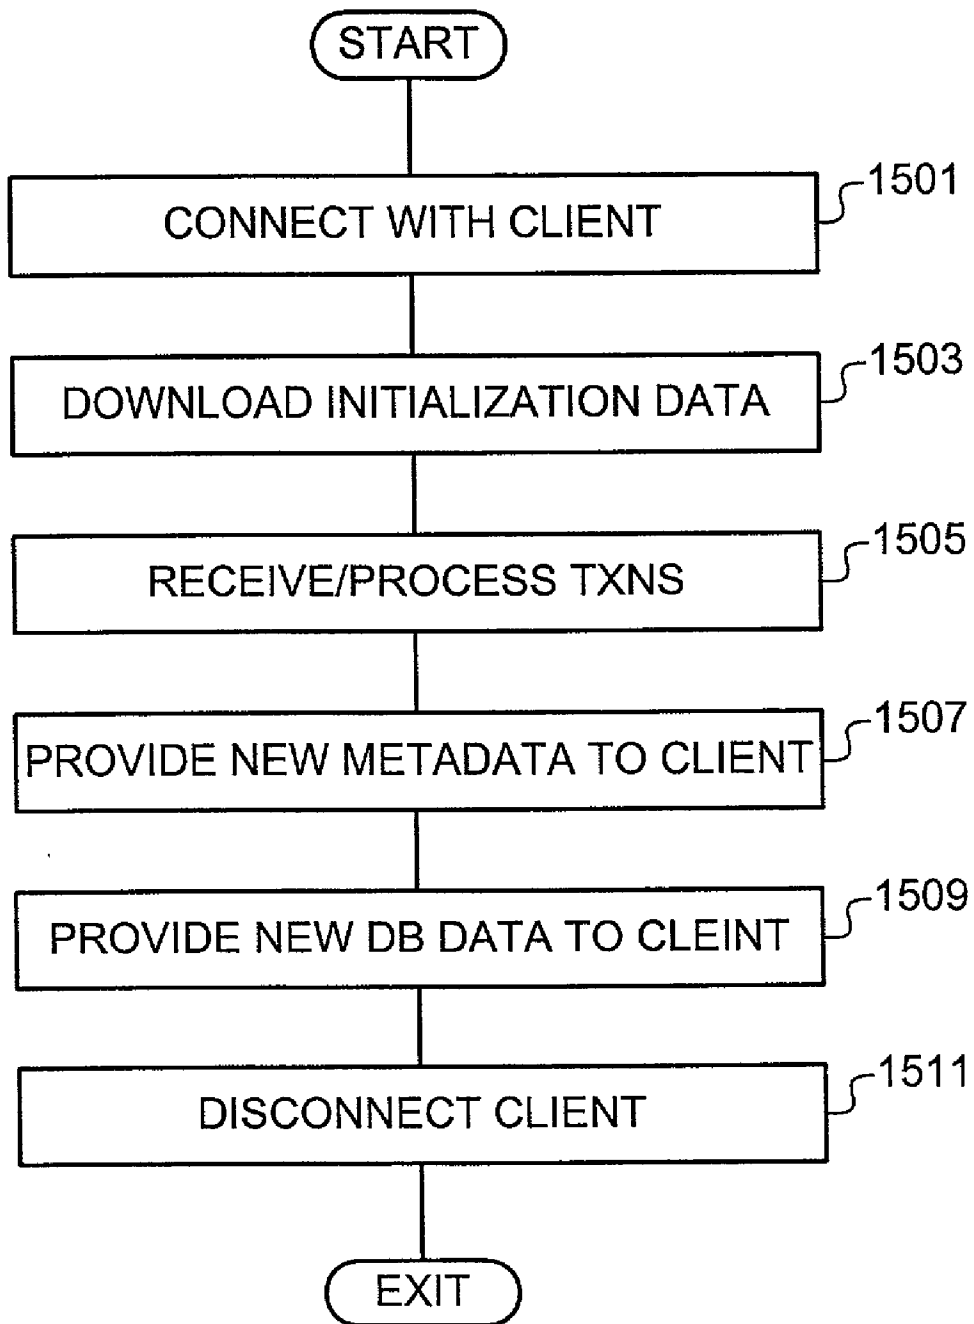 START
1501
CONNECT WITH CLIENT
1503
DOWNLOAD INITIALIZATION DATA
1505
RECEIVE/PROCESS TXNS
1507
PROVIDE NEW METADATA TO CLIENT
1509
PROVIDE NEW DB DATA TO CLEINT
1511
DISCONNECT CLIENT
EXIT